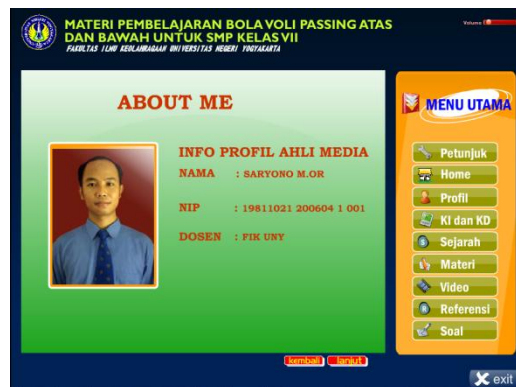 MATERI PEMBELAJARAN BOLA VOLI PASSING ATAS
DAN BAWAH UNTUK SMP KELAS VII
FAKULTAS ILMU KEOLAHRAGAAN UNIVERSITAS NEGERI YOGYAKARTA
Volume
ABOUT ME
INFO PROFIL AHLI MEDIA
NAMA : SARYONO M.OR
NIP : 19811021 200604 1 001
DOSEN : FIK UNY
MENU UTAMA
Petunjuk
Home
Profil
KI dan KD
Sejarah
Materi
Video
Referensi
Soal
kembali lanjut
exit